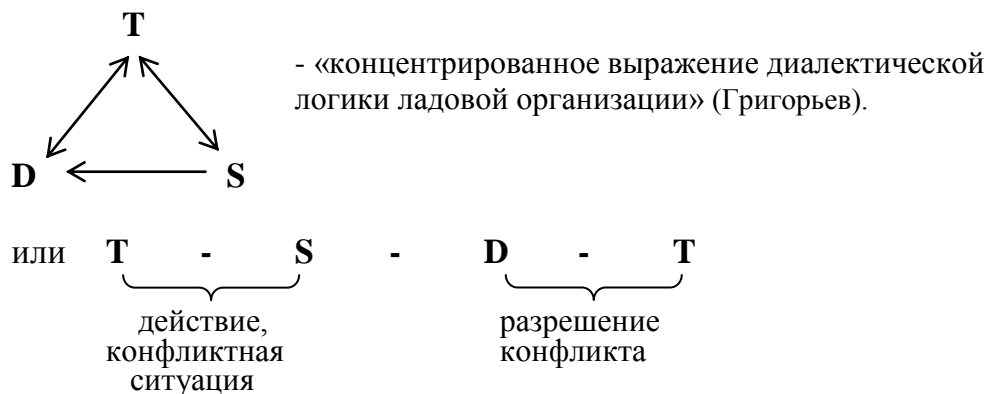 T
- «концентрированное выражение диалектической
логики ладовой организации» (Григорьев).
D S
или T - S - D - T
действие, разрешение
конфликтная конфликта
ситуация